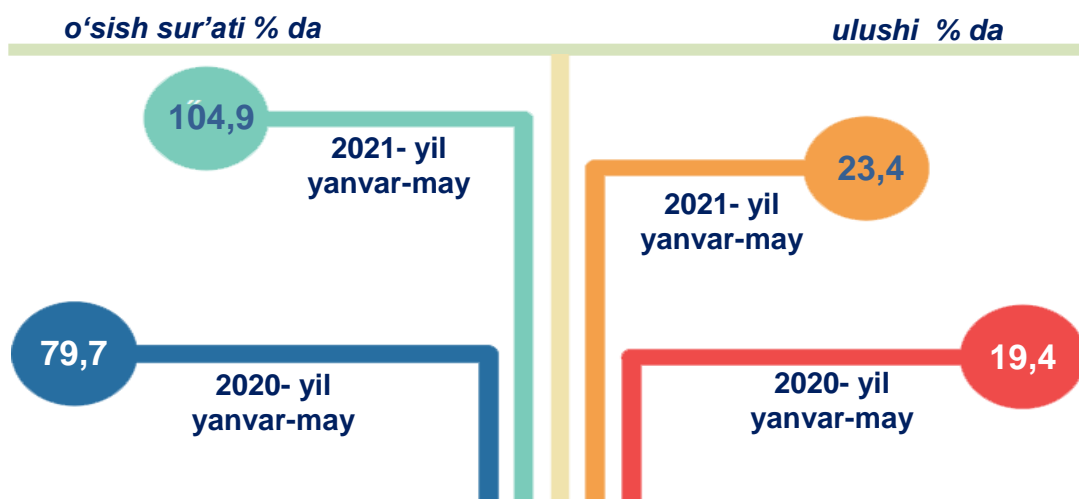 o‘sish sur’ati % da
ulushi % da
104,9
2021- yil
yanvar-may
23,4
2021- yil
yanvar-may
79,7
2020- yil
yanvar-may
19,4
2020- yil
yanvar-may